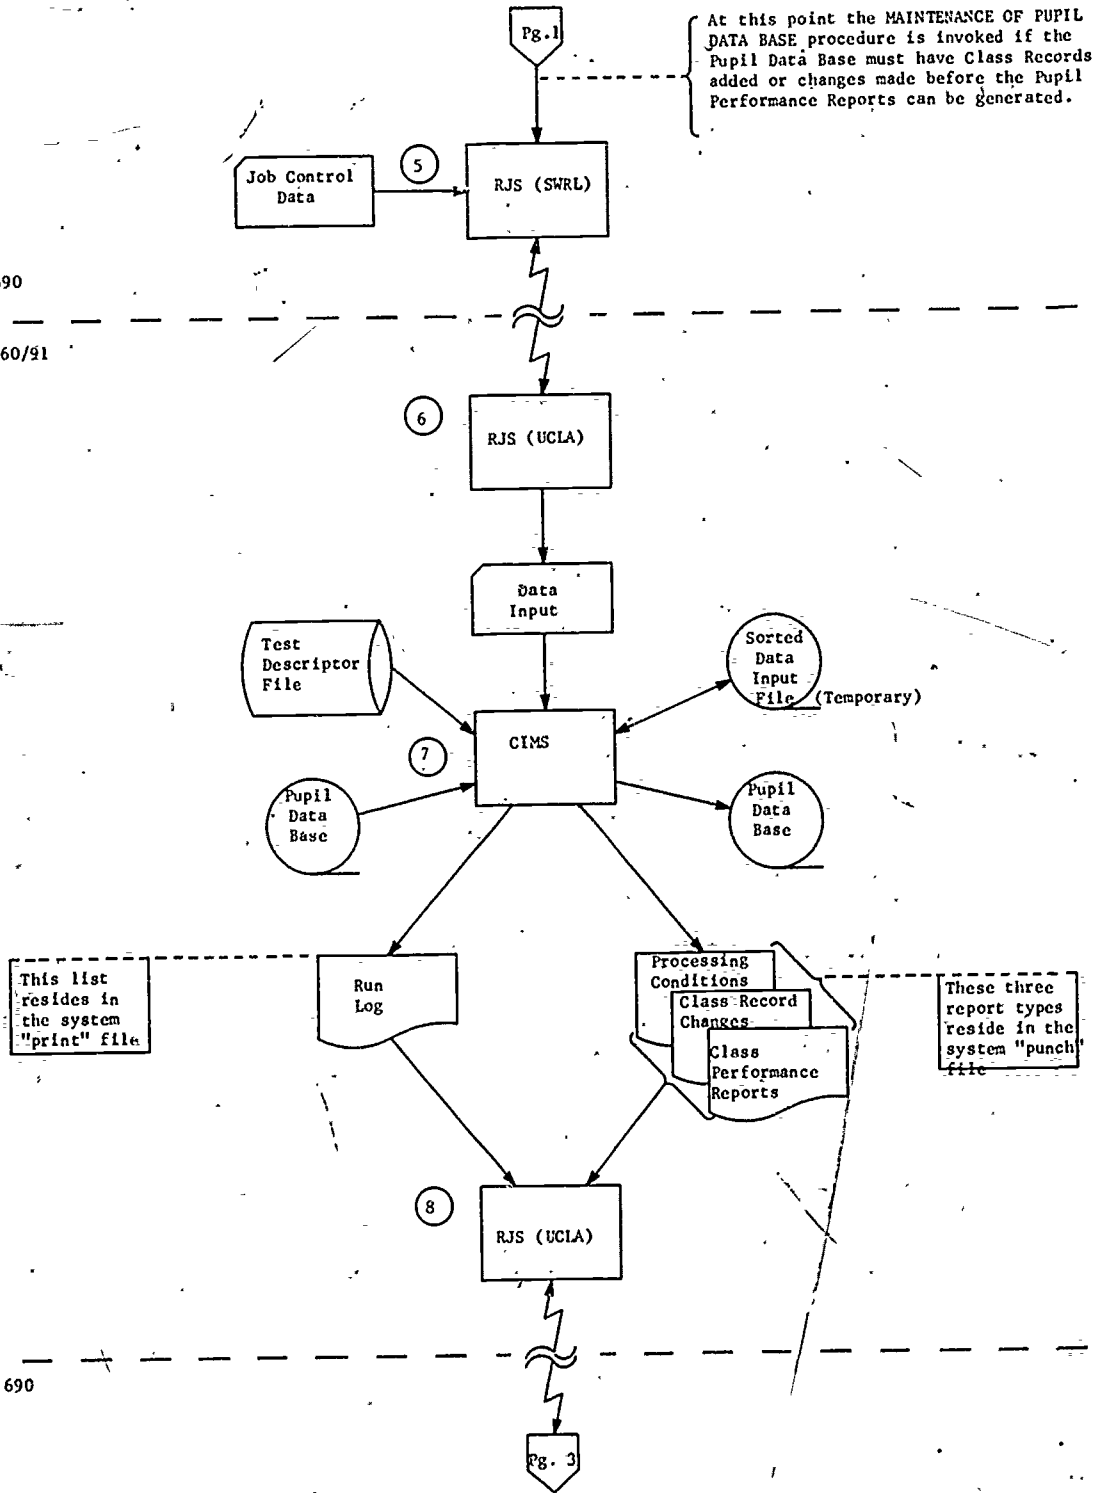 Pg.1
At this point the MAINTENANCE OF PUPIL
DATA BASE procedure is invoked if the
Pupil Data Base must have Class Records
added or changes made before the Pupil
Performance Reports can be generated.
Job Control
Data
5
RJS (SWRL)
690
60/91
6
RJS (UCLA)
Data
Input
Test
Descriptor
File
Sorted
Data
Input
File (Temporary)
7
CIMS
Pupil
Data
Base
Pupil
Data
Base
This list
resides in
the system
"print" file
Run
Log
Processing
Conditions
Class Record
Changes
Class
Performance
Reports
These three
report types
reside in the
system "punch"
file
8
RJS (UCLA)
690
Pg. 3